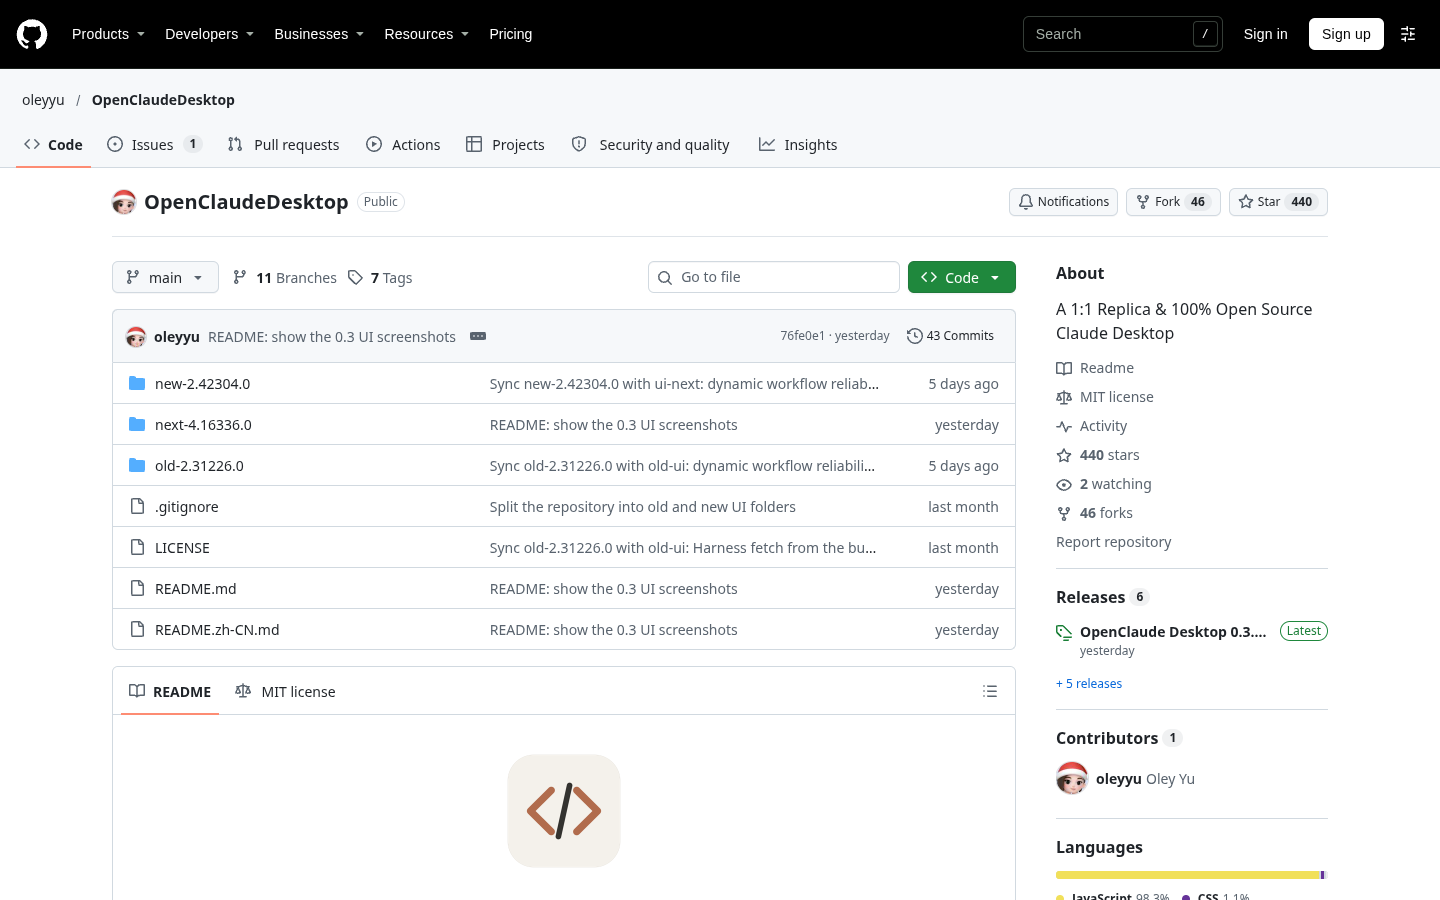 Products Developers Businesses Resources Pricing Search / Sign in Sign up
oleyyu / OpenClaudeDesktop
Code Issues 1 Pull requests Actions Projects Security and quality Insights
OpenClaudeDesktop Public Notifications Fork 46 Star 440
main 11 Branches 7 Tags Go to file Code
oleyyu README: show the 0.3 UI screenshots 76fe0e1 · yesterday 43 Commits
new-2.42304.0 Sync new-2.42304.0 with ui-next: dynamic workflow reliab… 5 days ago
next-4.16336.0 README: show the 0.3 UI screenshots yesterday
old-2.31226.0 Sync old-2.31226.0 with old-ui: dynamic workflow reliabili… 5 days ago
.gitignore Split the repository into old and new UI folders last month
LICENSE Sync old-2.31226.0 with old-ui: Harness fetch from the bu… last month
README.md README: show the 0.3 UI screenshots yesterday
README.zh-CN.md README: show the 0.3 UI screenshots yesterday
README MIT license
About
A 1:1 Replica & 100% Open Source
Claude Desktop
Readme
MIT license
Activity
440 stars
2 watching
46 forks
Report repository
Releases 6
OpenClaude Desktop 0.3.... Latest
yesterday
+ 5 releases
Contributors 1
oleyyu Oley Yu
Languages
JavaScript 98.3% CSS 1.1%